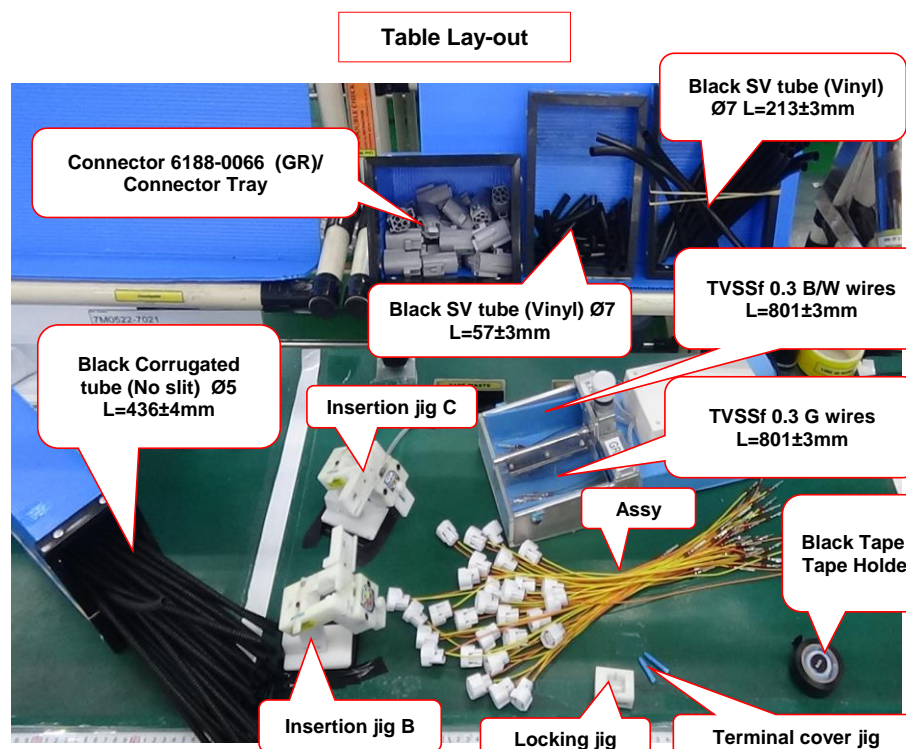 Table Lay-out
Black SV tube (Vinyl)
Ø7 L=213±3mm
Connector 6188-0066 (GR)/
Connector Tray
TVSSf 0.3 B/W wires
L=801±3mm
Black SV tube (Vinyl) Ø7
L=57±3mm
7M0522-7021
Black Corrugated
tube (No slit) Ø5
L=436±4mm
Insertion jig C
TVSSf 0.3 G wires
L=801±3mm
Assy
Black Tape
Tape Holde
Insertion jig B
Locking jig
Terminal cover jig